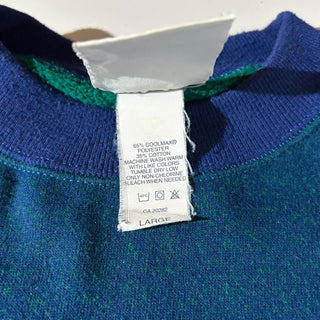 65% COOLMAX®
POLYESTER
35% COTTON
MACHINE WASH WARM
WITH LIKE COLORS
TUMBLE DRY LOW
ONLY NON-CHLORINE
BLEACH WHEN NEEDED
CA 20282
LARGE